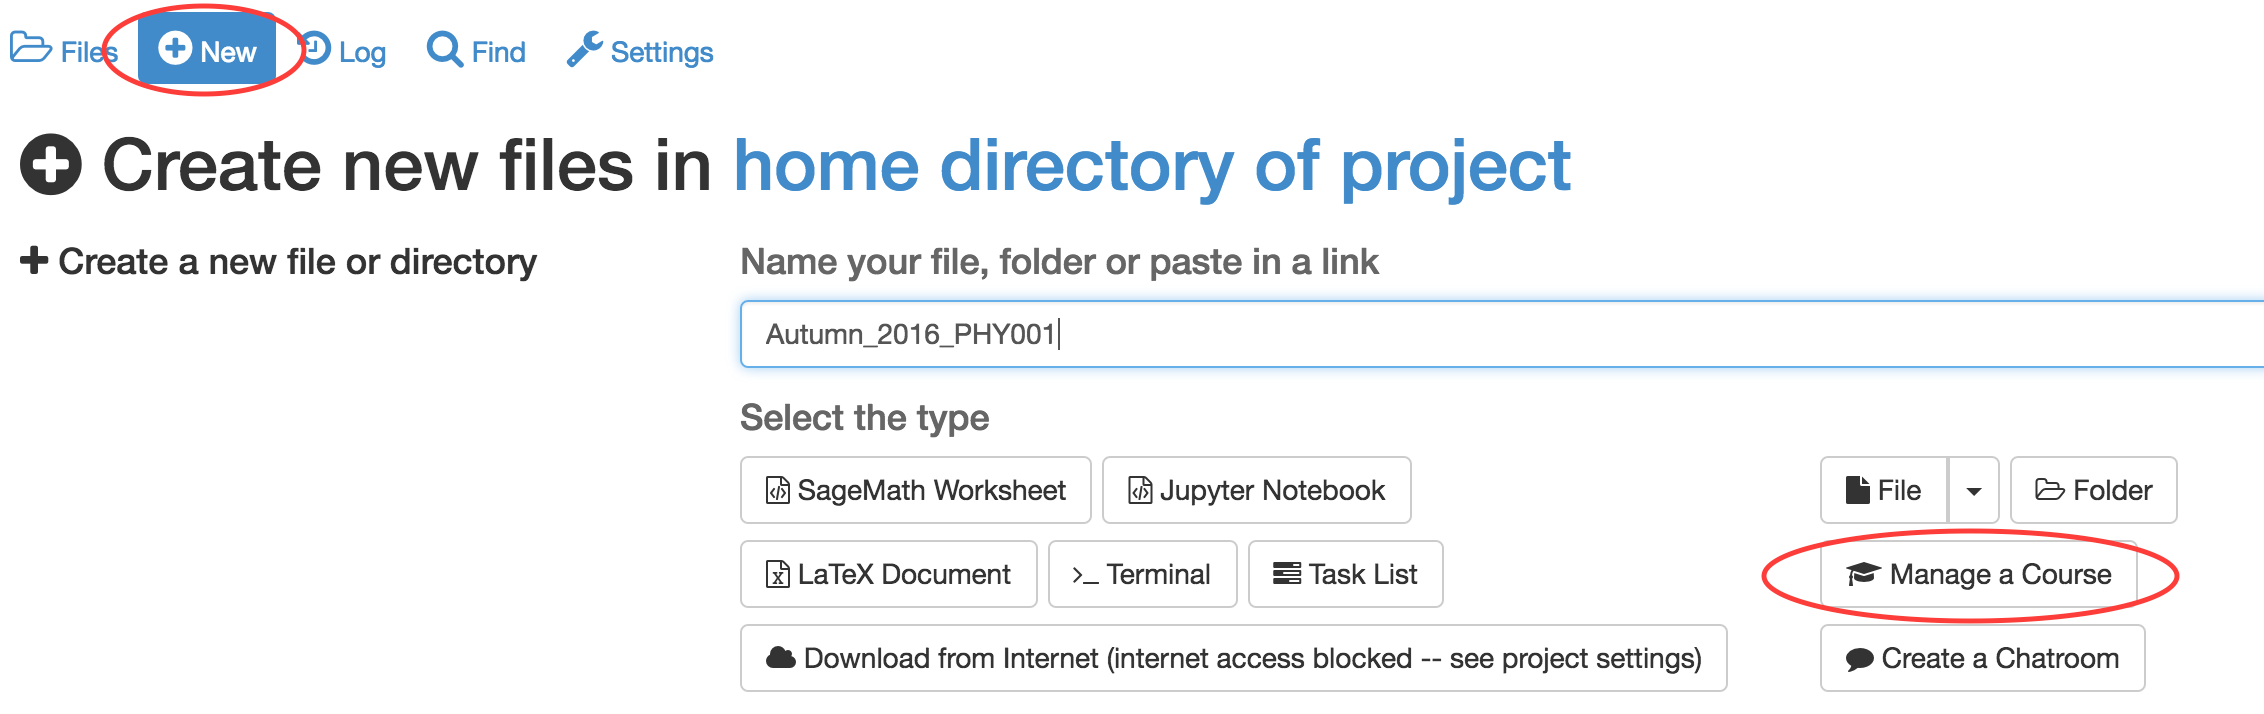 Files New Log Find Settings
Create new files in home directory of project
Create a new file or directory
Name your file, folder or paste in a link
Autumn_2016_PHY001
Select the type
SageMath Worksheet Jupyter Notebook File Folder
LaTeX Document >_ Terminal Task List Manage a Course
Download from Internet (internet access blocked -- see project settings) Create a Chatroom